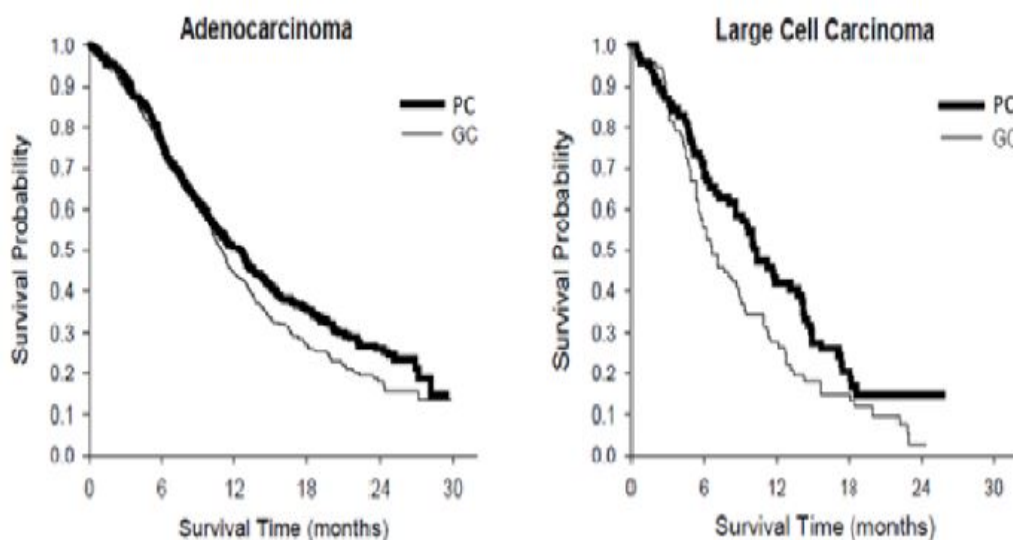 Adenocarcinoma
1.0
0.9
0.8
0.7
0.6
0.5
0.4
0.3
0.2
0.1
0.0
Survival Probability
PC
GC
0 6 12 18 24 30
Survival Time (months)
Large Cell Carcinoma
1.0
0.9
0.8
0.7
0.6
0.5
0.4
0.3
0.2
0.1
0.0
Survival Probability
PC
GC
0 6 12 18 24 30
Survival Time (months)